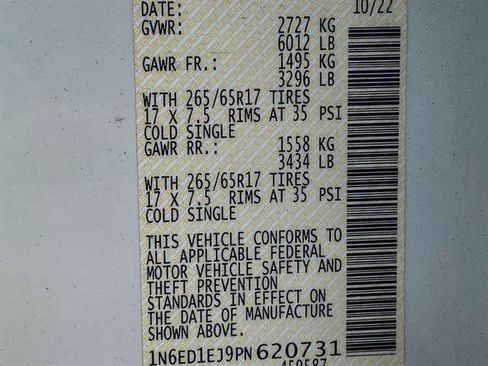 DATE: 10/22
GVWR: 2727 KG
6012 LB
GAWR FR.: 1495 KG
3296 LB
WITH 265/65R17 TIRES
17 X 7.5 RIMS AT 35 PSI
COLD SINGLE
GAWR RR.: 1558 KG
3434 LB
WITH 265/65R17 TIRES
17 X 7.5 RIMS AT 35 PSI
COLD SINGLE
THIS VEHICLE CONFORMS TO
ALL APPLICABLE FEDERAL
MOTOR VEHICLE SAFETY AND
THEFT PREVENTION
STANDARDS IN EFFECT ON
THE DATE OF MANUFACTURE
SHOWN ABOVE.
1N6ED1EJ9PN620731